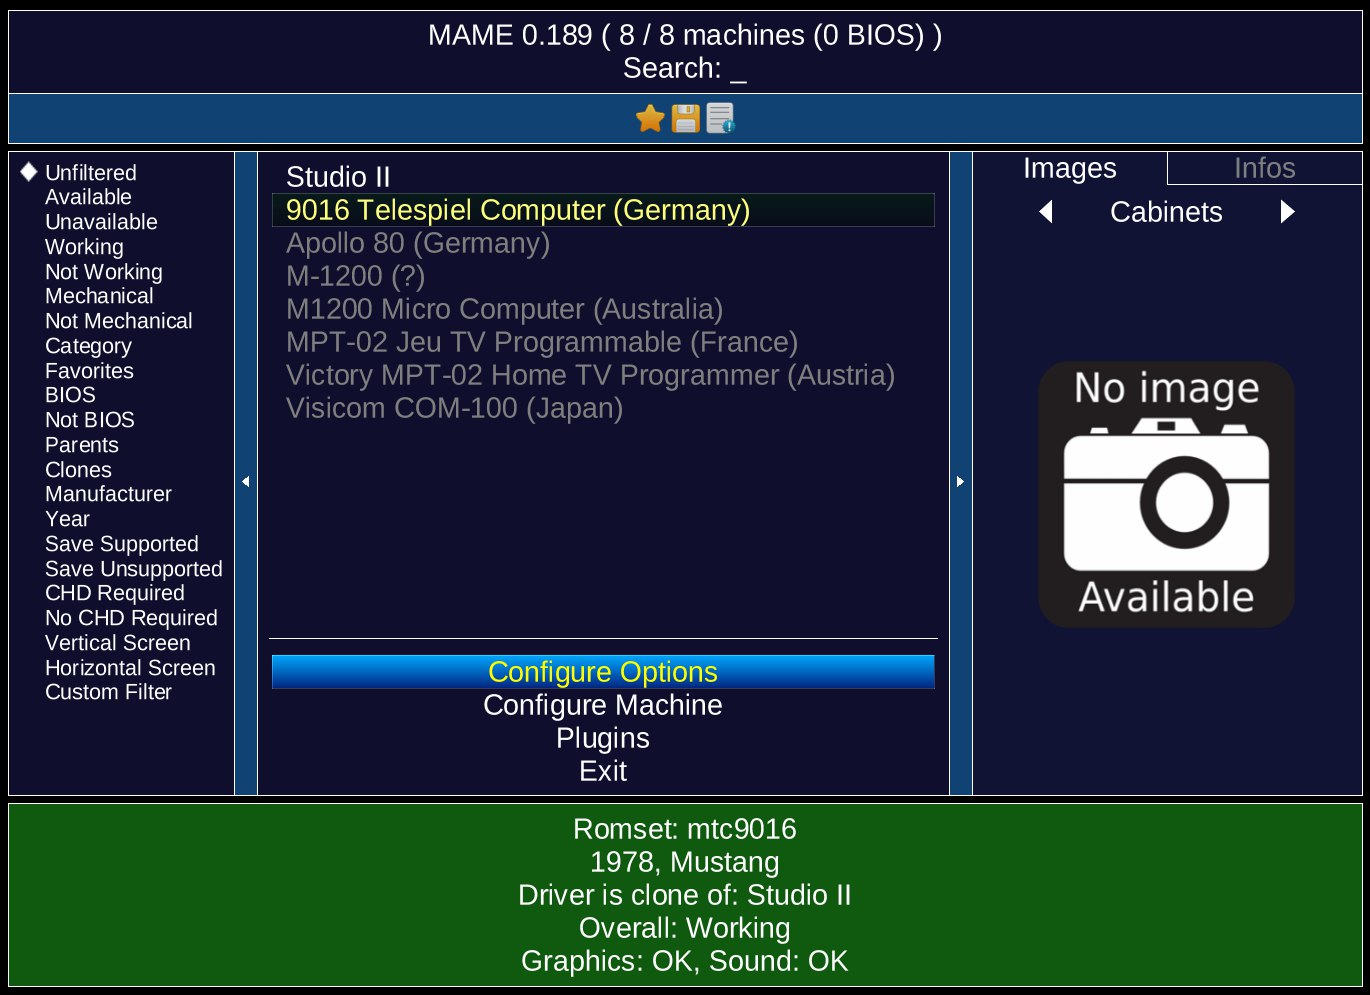 MAME 0.189 ( 8 / 8 machines (0 BIOS) )
Search: _
Unfiltered
Available
Unavailable
Working
Not Working
Mechanical
Not Mechanical
Category
Favorites
BIOS
Not BIOS
Parents
Clones
Manufacturer
Year
Save Supported
Save Unsupported
CHD Required
No CHD Required
Vertical Screen
Horizontal Screen
Custom Filter
Studio II
9016 Telespiel Computer (Germany)
Apollo 80 (Germany)
M-1200 (?)
M1200 Micro Computer (Australia)
MPT-02 Jeu TV Programmable (France)
Victory MPT-02 Home TV Programmer (Austria)
Visicom COM-100 (Japan)
Configure Options
Configure Machine
Plugins
Exit
Images Infos
Cabinets
No image
Available
Romset: mtc9016
1978, Mustang
Driver is clone of: Studio II
Overall: Working
Graphics: OK, Sound: OK